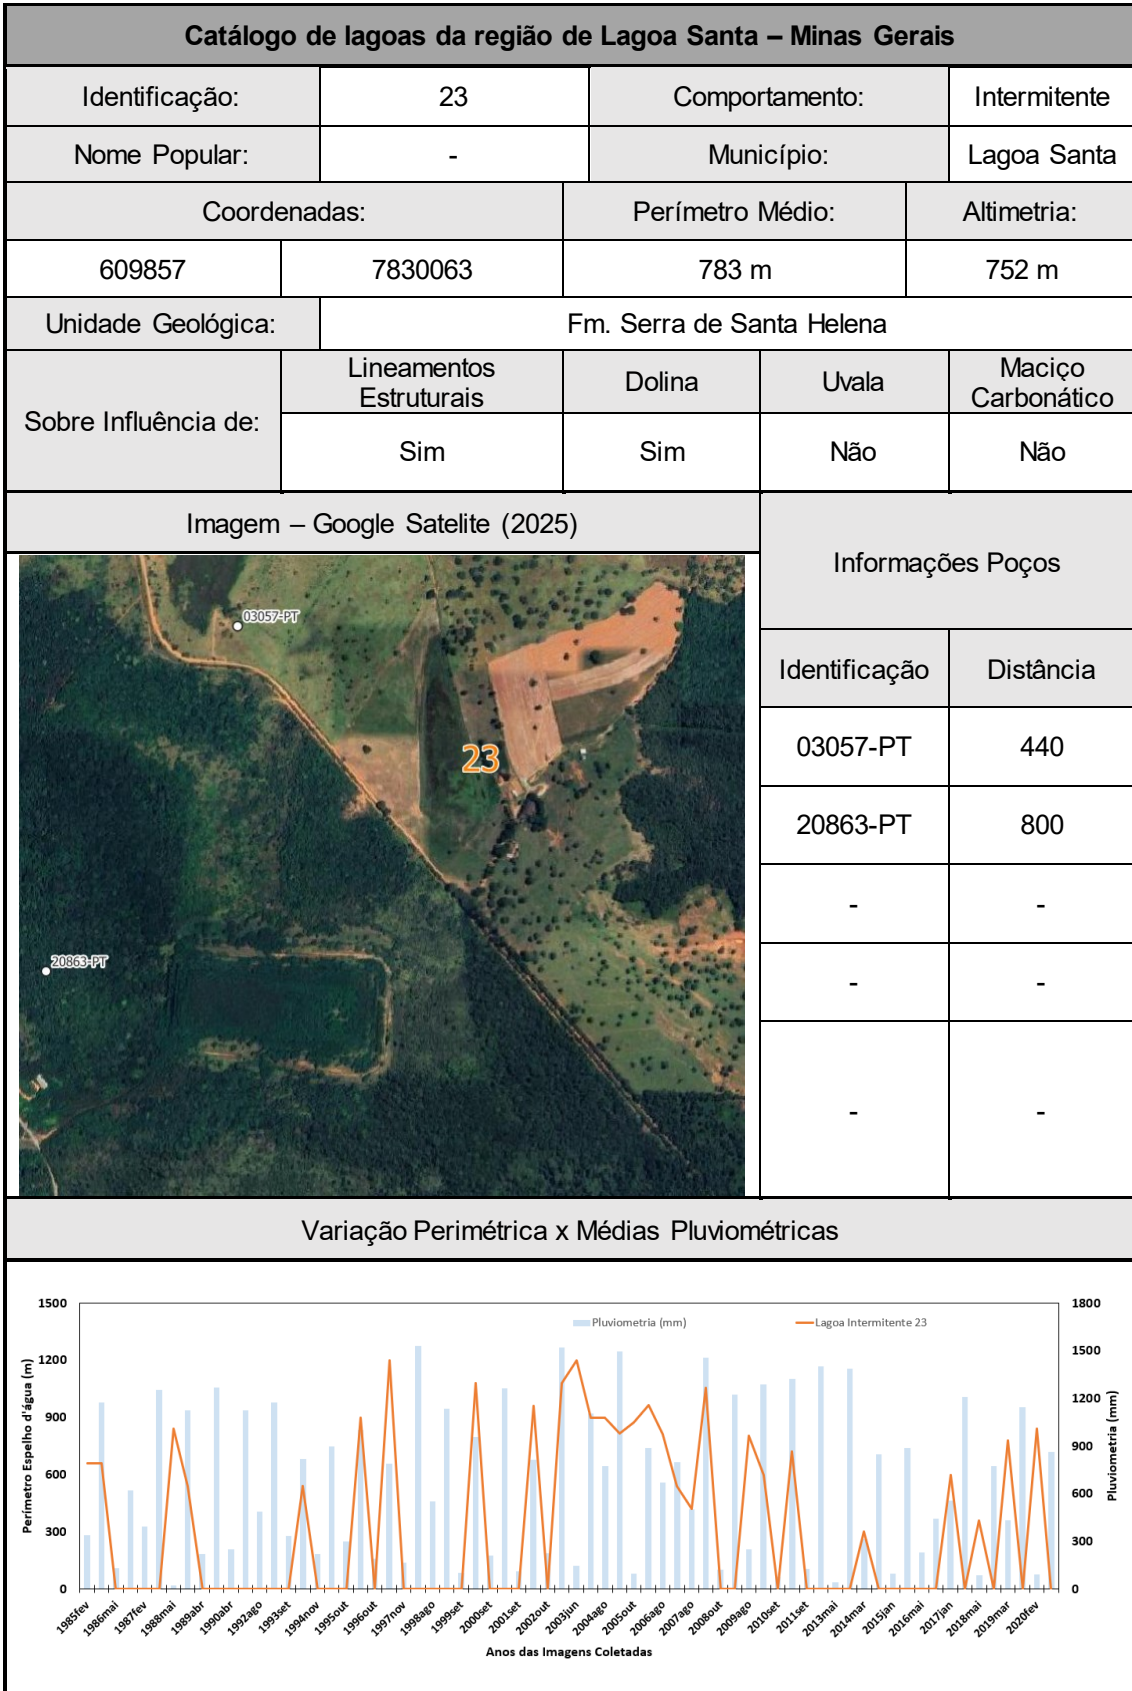 Catálogo de lagoas da região de Lagoa Santa – Minas Gerais
Identificação: 23 Comportamento: Intermitente
Nome Popular: - Município: Lagoa Santa
Coordenadas: Perímetro Médio: Altimetria:
609857 7830063 783 m 752 m
Unidade Geológica: Fm. Serra de Santa Helena
Sobre Influência de:
Lineamentos Estruturais Dolina Uvala Maciço Carbonático
Sim Sim Não Não
Imagem – Google Satelite (2025)
03057-PT
23
20863-PT
Informações Poços
Identificação Distância
03057-PT 440
20863-PT 800
- -
- -
- -
Variação Perimétrica x Médias Pluviométricas
Pluviometria (mm) Lagoa Intermitente 23
Perímetro Espelho d'água (m)
1500
1200
900
600
300
0
1800
1500
1200
900
600
300
0
Pluviometria (mm)
1985fev 1986mai 1987fev 1988mai 1989abr 1990abr 1992ago 1993set 1994nov 1995out 1996out 1997nov 1998ago 1999set 2000set 2001set 2002out 2003jun 2004ago 2005out 2006ago 2007ago 2008out 2009ago 2010set 2011set 2013mai 2014mar 2015jan 2016mai 2017jan 2018mai 2019mar 2020fev
Anos das Imagens Coletadas